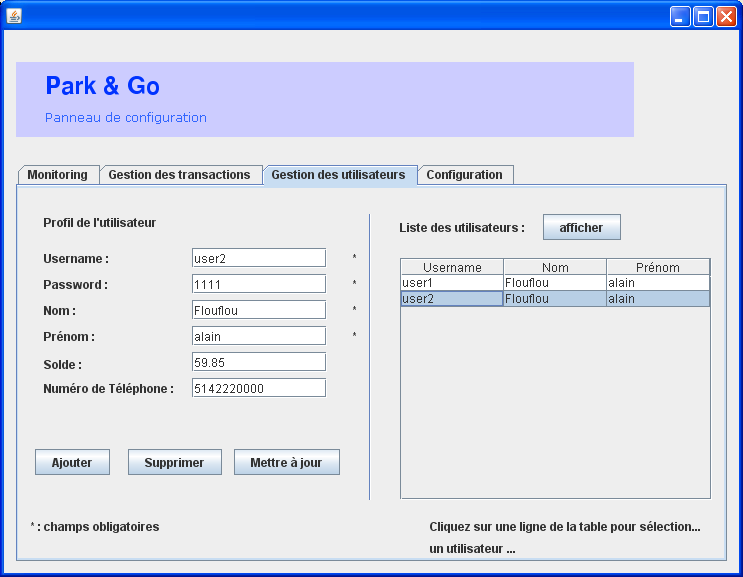 Park & Go
Panneau de configuration
Monitoring
Gestion des transactions
Gestion des utilisateurs
Configuration
Profil de l'utilisateur
Username :
user2
*
Password :
1111
*
Nom :
Flouflou
*
Prénom :
alain
*
Solde :
59.85
Numéro de Téléphone :
5142220000
Ajouter
Supprimer
Mettre à jour
* : champs obligatoires
Liste des utilisateurs :
afficher
Username Nom Prénom
user1 Flouflou alain
user2 Flouflou alain
Cliquez sur une ligne de la table pour sélection...
un utilisateur ...